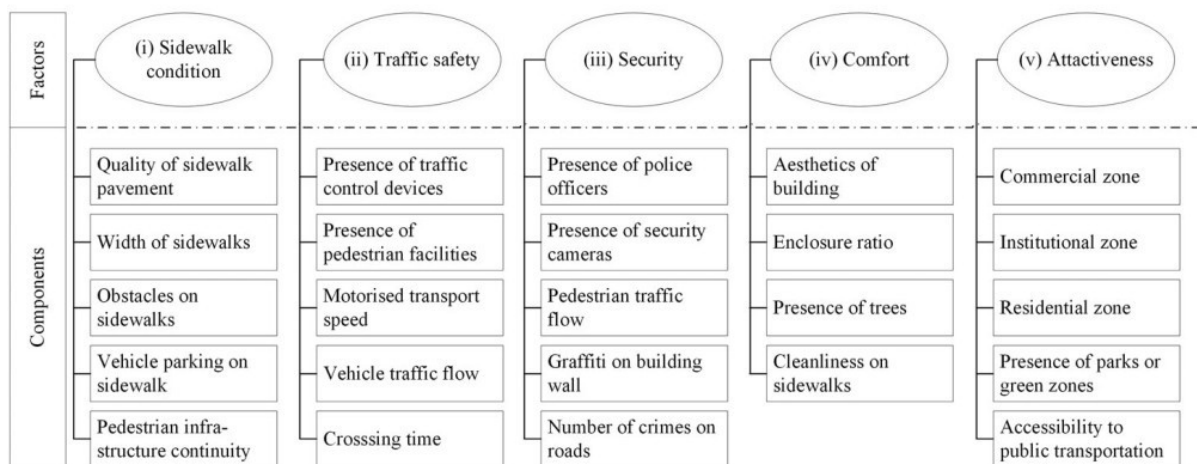 Factors
(i) Sidewalk
condition
(ii) Traffic safety
(iii) Security
(iv) Comfort
(v) Attactiveness
Components
Quality of sidewalk
pavement
Width of sidewalks
Obstacles on
sidewalks
Vehicle parking on
sidewalk
Pedestrian infra-
structure continuity
Presence of traffic
control devices
Presence of
pedestrian facilities
Motorised transport
speed
Vehicle traffic flow
Crosssing time
Presence of police
officers
Presence of security
cameras
Pedestrian traffic
flow
Graffiti on building
wall
Number of crimes on
roads
Aesthetics of
building
Enclosure ratio
Presence of trees
Cleanliness on
sidewalks
Commercial zone
Institutional zone
Residential zone
Presence of parks or
green zones
Accessibility to
public transportation